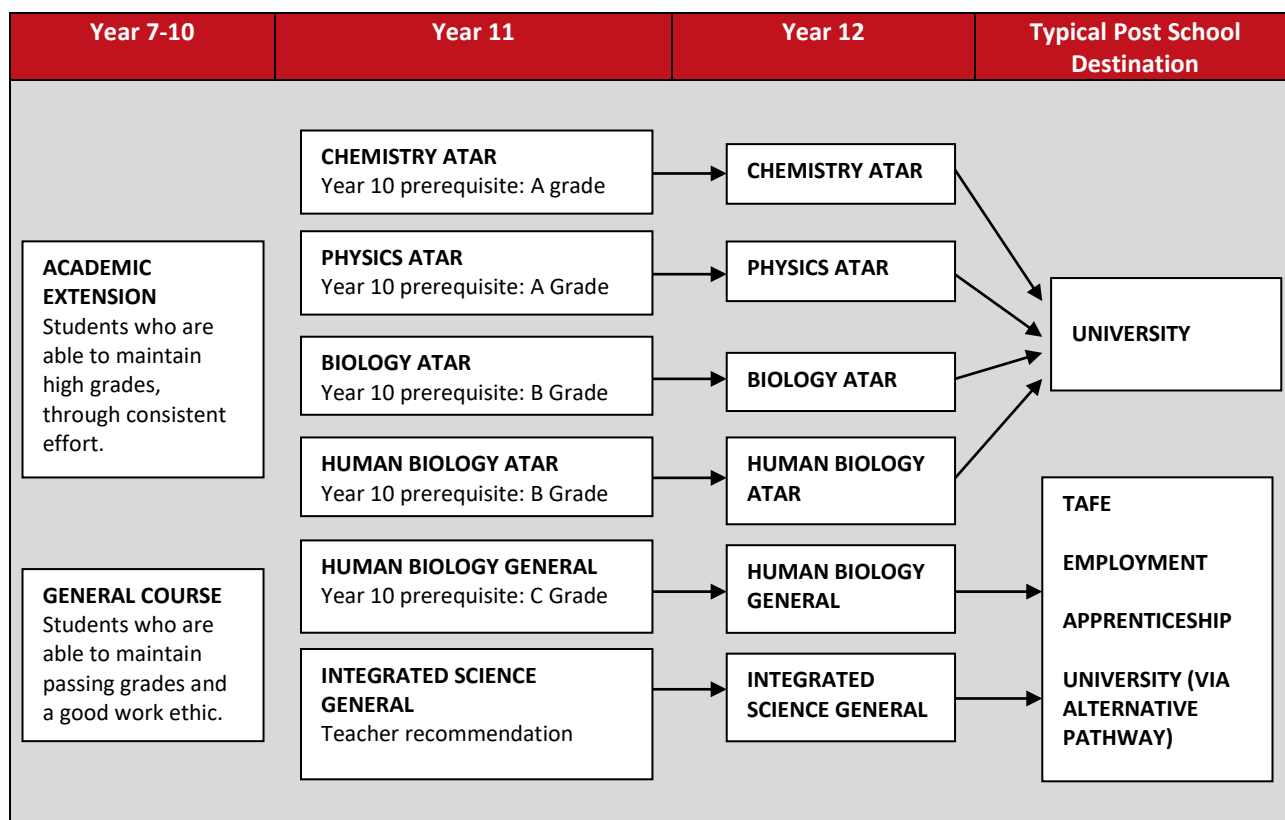 Year 7-10
Year 11
Year 12
Typical Post School
Destination
ACADEMIC
EXTENSION
Students who are
able to maintain
high grades,
through consistent
effort.
GENERAL COURSE
Students who are
able to maintain
passing grades and
a good work ethic.
CHEMISTRY ATAR
Year 10 prerequisite: A grade
PHYSICS ATAR
Year 10 prerequisite: A Grade
BIOLOGY ATAR
Year 10 prerequisite: B Grade
HUMAN BIOLOGY ATAR
Year 10 prerequisite: B Grade
HUMAN BIOLOGY GENERAL
Year 10 prerequisite: C Grade
INTEGRATED SCIENCE
GENERAL
Teacher recommendation
CHEMISTRY ATAR
PHYSICS ATAR
BIOLOGY ATAR
HUMAN BIOLOGY
ATAR
HUMAN BIOLOGY
GENERAL
INTEGRATED
SCIENCE GENERAL
UNIVERSITY
TAFE
EMPLOYMENT
APPRENTICESHIP
UNIVERSITY (VIA
ALTERNATIVE
PATHWAY)